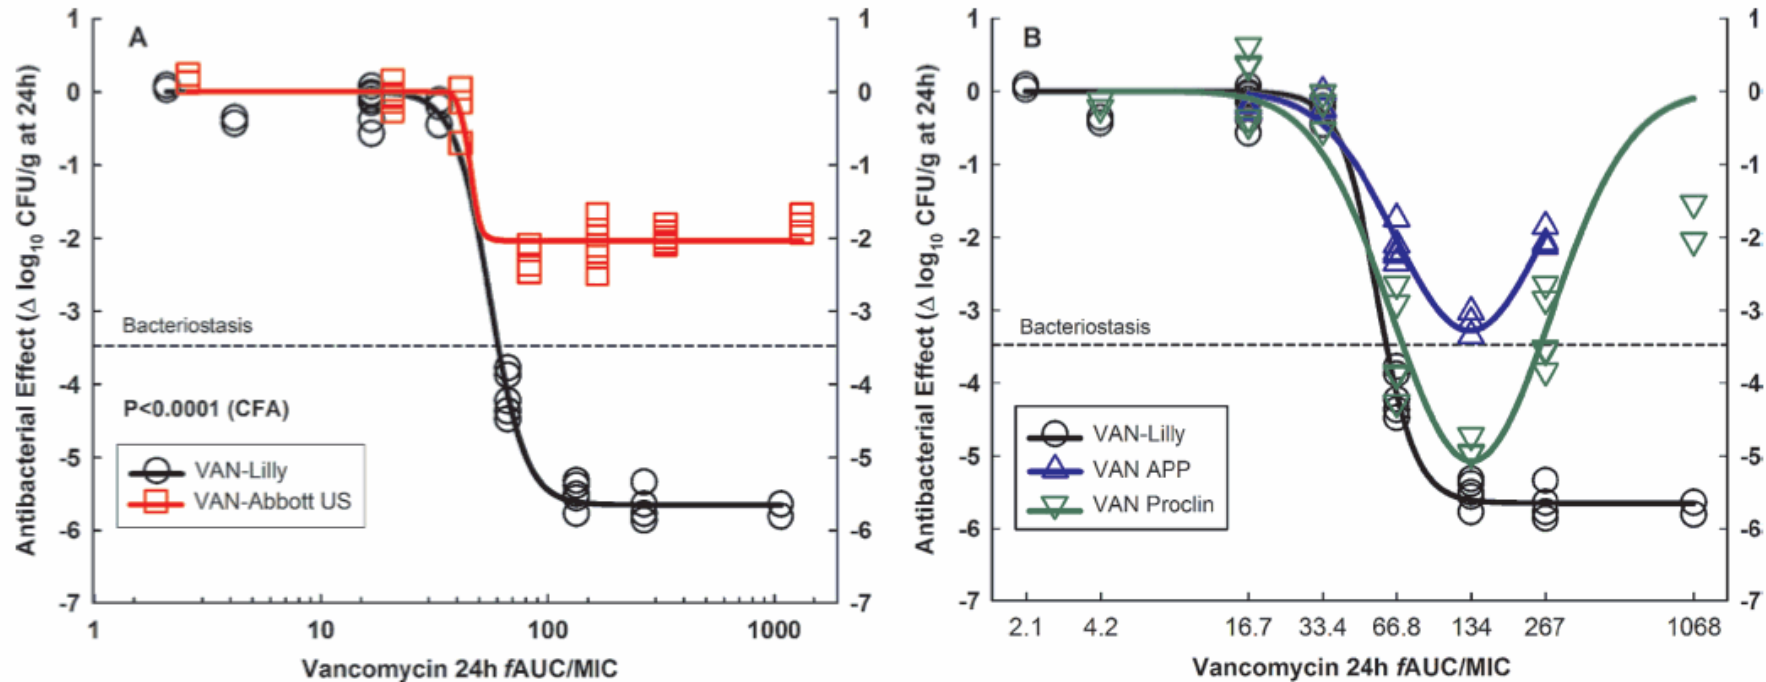 A
1
0
-1
-2
-3
-4
-5
-6
-7
1
0
-1
-2
-3
-4
-5
-6
-7
Antibacterial Effect (Δ log10 CFU/g at 24h)
Bacteriostasis
P<0.0001 (CFA)
VAN-Lilly
VAN-Abbott US
1 10 100 1000
Vancomycin 24h fAUC/MIC
B
1
0
-1
-2
-3
-4
-5
-6
-7
1
0
-1
-2
-3
-4
-5
-6
-7
Antibacterial Effect (Δ log10 CFU/g at 24h)
Bacteriostasis
VAN-Lilly
VAN APP
VAN Proclin
2.1 4.2 16.7 33.4 66.8 134 267 1068
Vancomycin 24h fAUC/MIC